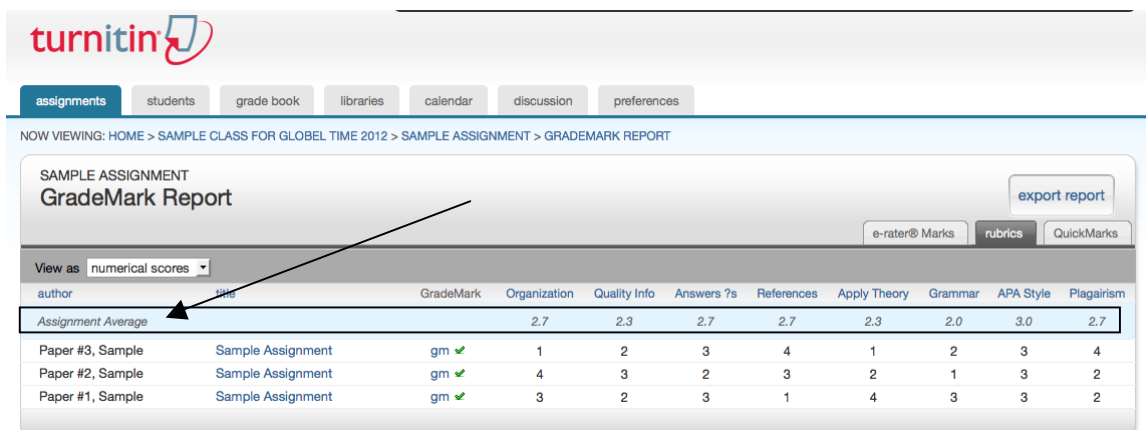 turnitin
assignments students grade book libraries calendar discussion preferences
NOW VIEWING: HOME > SAMPLE CLASS FOR GLOBEL TIME 2012 > SAMPLE ASSIGNMENT > GRADEMARK REPORT
SAMPLE ASSIGNMENT
GradeMark Report
export report
e-rater® Marks rubrics QuickMarks
View as numerical scores
author title GradeMark Organization Quality Info Answers ?s References Apply Theory Grammar APA Style Plagairism
Assignment Average 2.7 2.3 2.7 2.7 2.3 2.0 3.0 2.7
Paper #3, Sample Sample Assignment gm 1 2 3 4 1 2 3 4
Paper #2, Sample Sample Assignment gm 4 3 2 3 2 1 3 2
Paper #1, Sample Sample Assignment gm 3 2 3 1 4 3 3 2